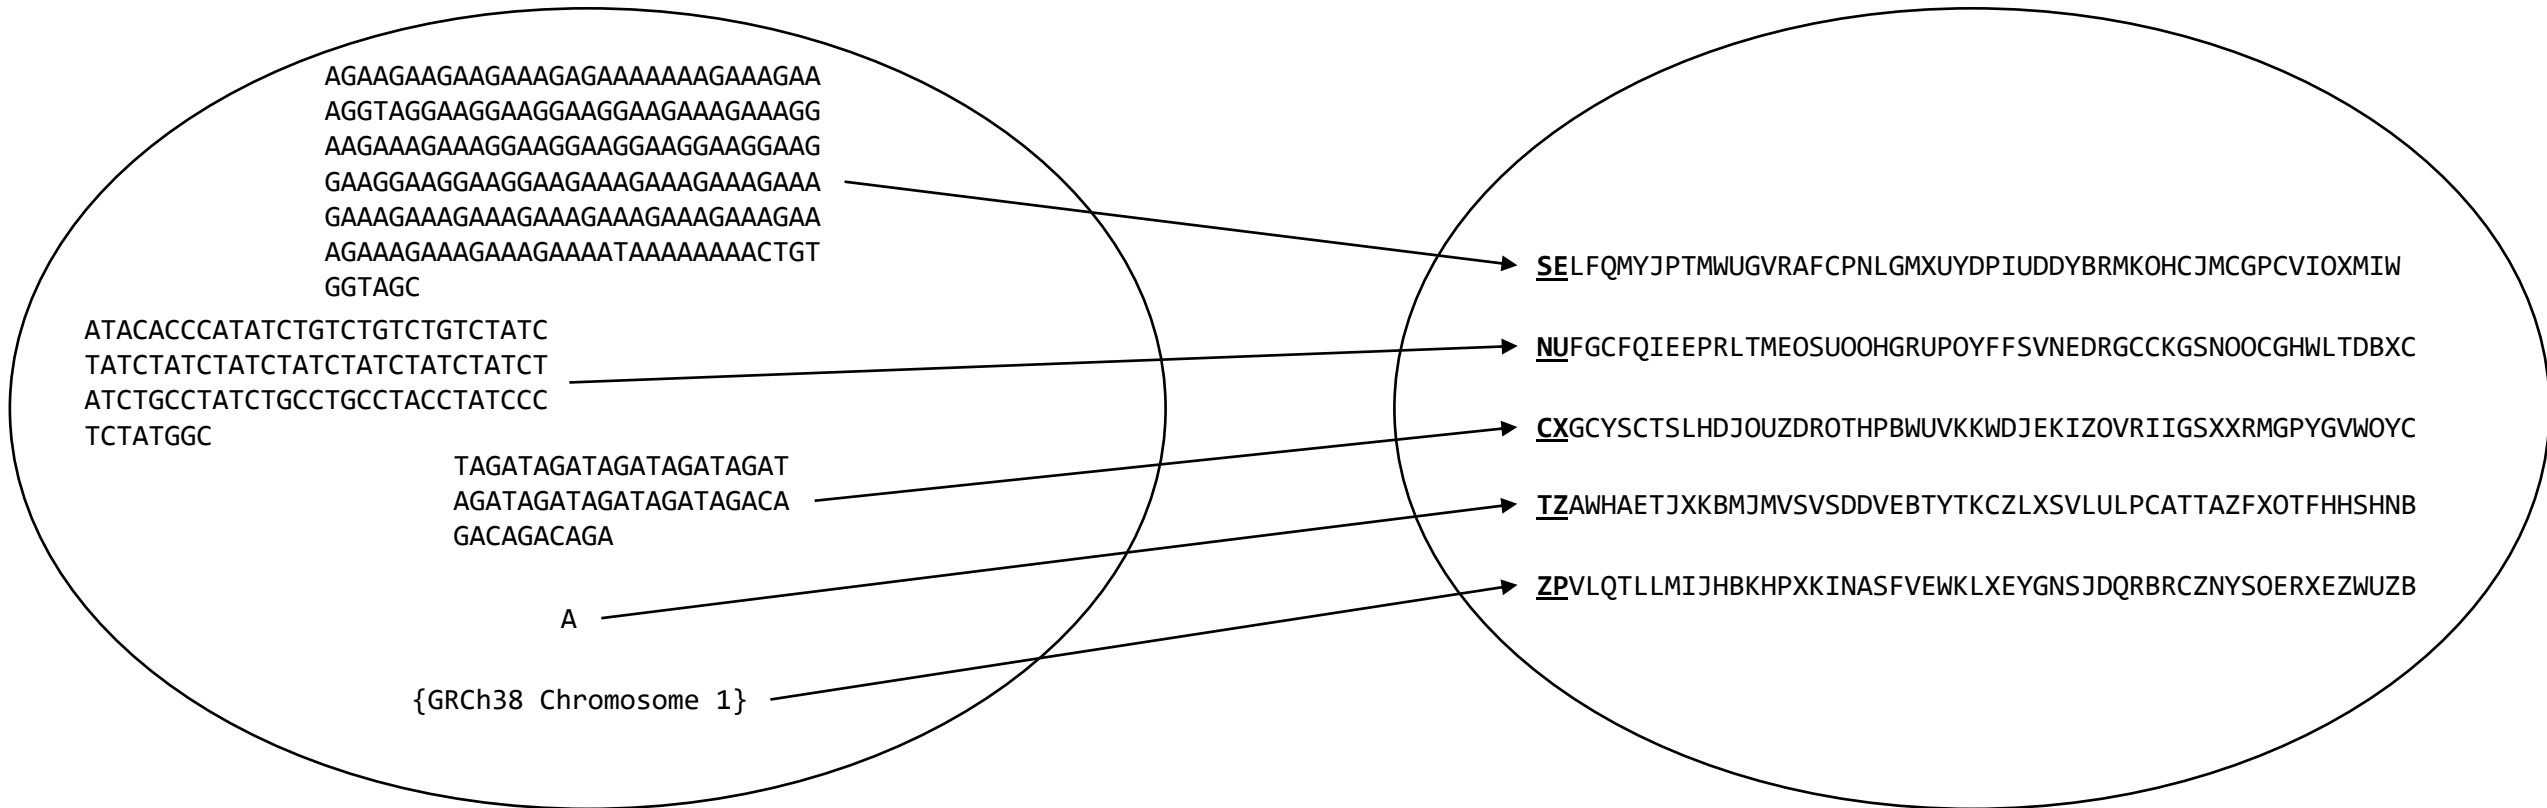 AGAAGAAGAAGAAAGAGAAAAAAAGAAAGAA
AGGTAGGAAGGAAGGAAGGAAGAAAGAAAGG
AAGAAAGAAAGGAAGGAAGGAAGGAAGGAAG
GAAGGAAGGAAGGAAGAAAGAAAGAAAGAAA
GAAAGAAAGAAAGAAAGAAAGAAAGAAAGAA
AGAAAGAAAGAAAGAAAATAAAAAAAACTGT
GGTAGC
SELFQMYJPTMWUGVRAFCPNLGMXUYDPIUDDYBRMKOHCJMCGPCVIOXMIW
ATACACCCATATCTGTCTGTCTGTCTATC
TATCTATCTATCTATCTATCTATCTATCT
ATCTGCCTATCTGCCTGCCTACCTATCCC
TCTATGGC
NUFGCFQIEEPRLTMEOSUOOHGRUPOYFFSVNEDRGCCKGSNOOCGHWLTDBXC
TAGATAGATAGATAGATAGAT
AGATAGATAGATAGATAGACA
GACAGACAGA
CXGCYSCTSLHDJOUZDROTHPBWUVKKWDJEKIZOVRIIGSXXRMGPYGVWOYC
A
TZAWHAETJXKBMJMVSVSDDVEBTYTKCZLXSVLULPCATTAZFXOTFHHSHNB
{GRCh38 Chromosome 1}
ZPVLQTLLMIJHBKHPXKINASFVEWKLXEYGNSJDQRBRCZNYSOERXEZWUZB